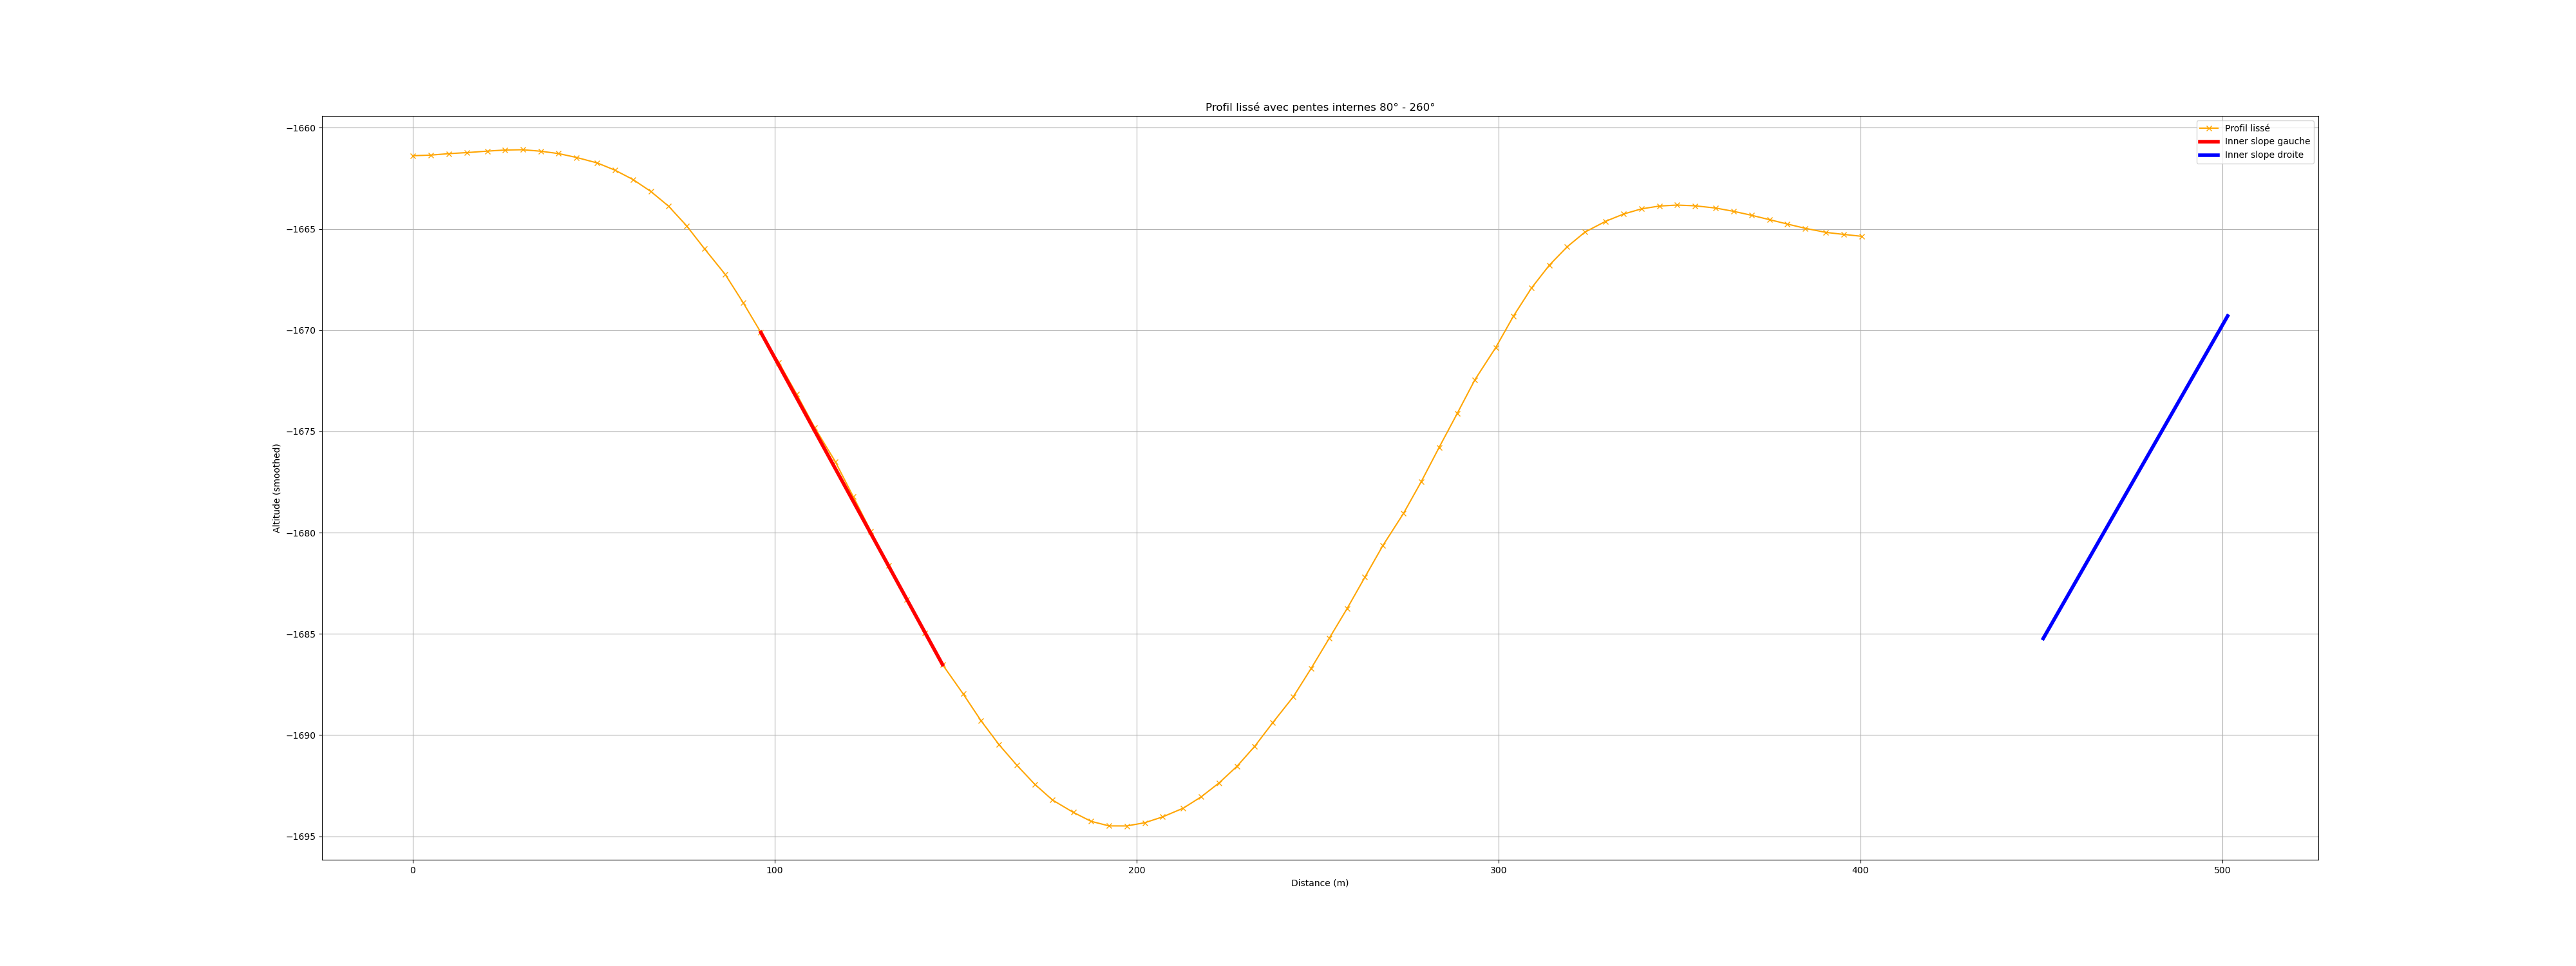 Profil lissé avec pentes internes 80° - 260°
−1660
−1665
−1670
−1675
−1680
−1685
−1690
−1695
Altitude (smoothed)
Profil lissé
Inner slope gauche
Inner slope droite
0
100
200
300
400
500
Distance (m)